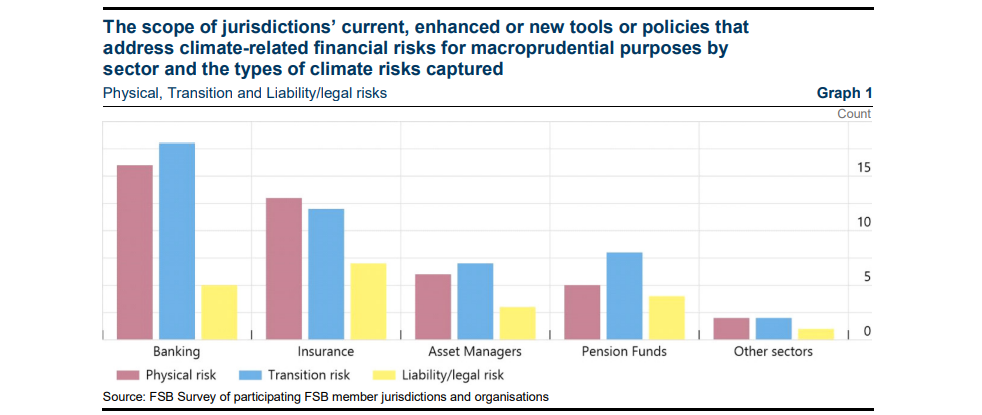 The scope of jurisdictions’ current, enhanced or new tools or policies that
address climate-related financial risks for macroprudential purposes by
sector and the types of climate risks captured
Physical, Transition and Liability/legal risks Graph 1
Count
15
10
5
0
Banking Insurance Asset Managers Pension Funds Other sectors
Physical risk Transition risk Liability/legal risk
Source: FSB Survey of participating FSB member jurisdictions and organisations